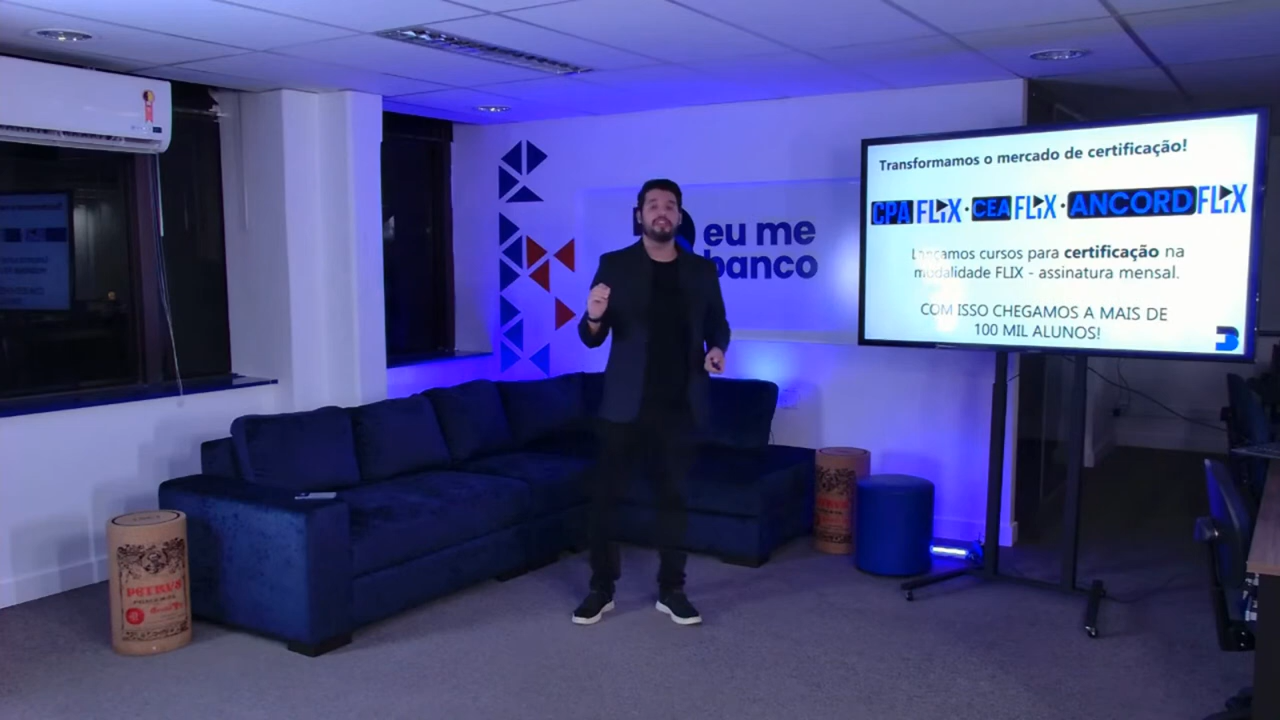 eu me
banco
Transformamos o mercado de certificação!
CPA FLIX · CEA FLIX · ANCORD FLIX
Lançamos cursos para certificação na
modalidade FLIX - assinatura mensal.
COM ISSO CHEGAMOS A MAIS DE
100 MIL ALUNOS!
PETRUS